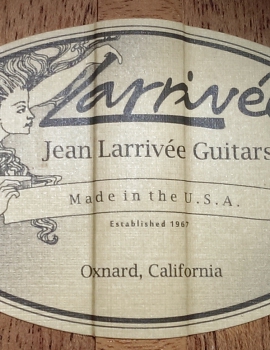 Larrivée
Jean Larrivée Guitars
Made in the U.S.A.
Established 1967
Oxnard, California